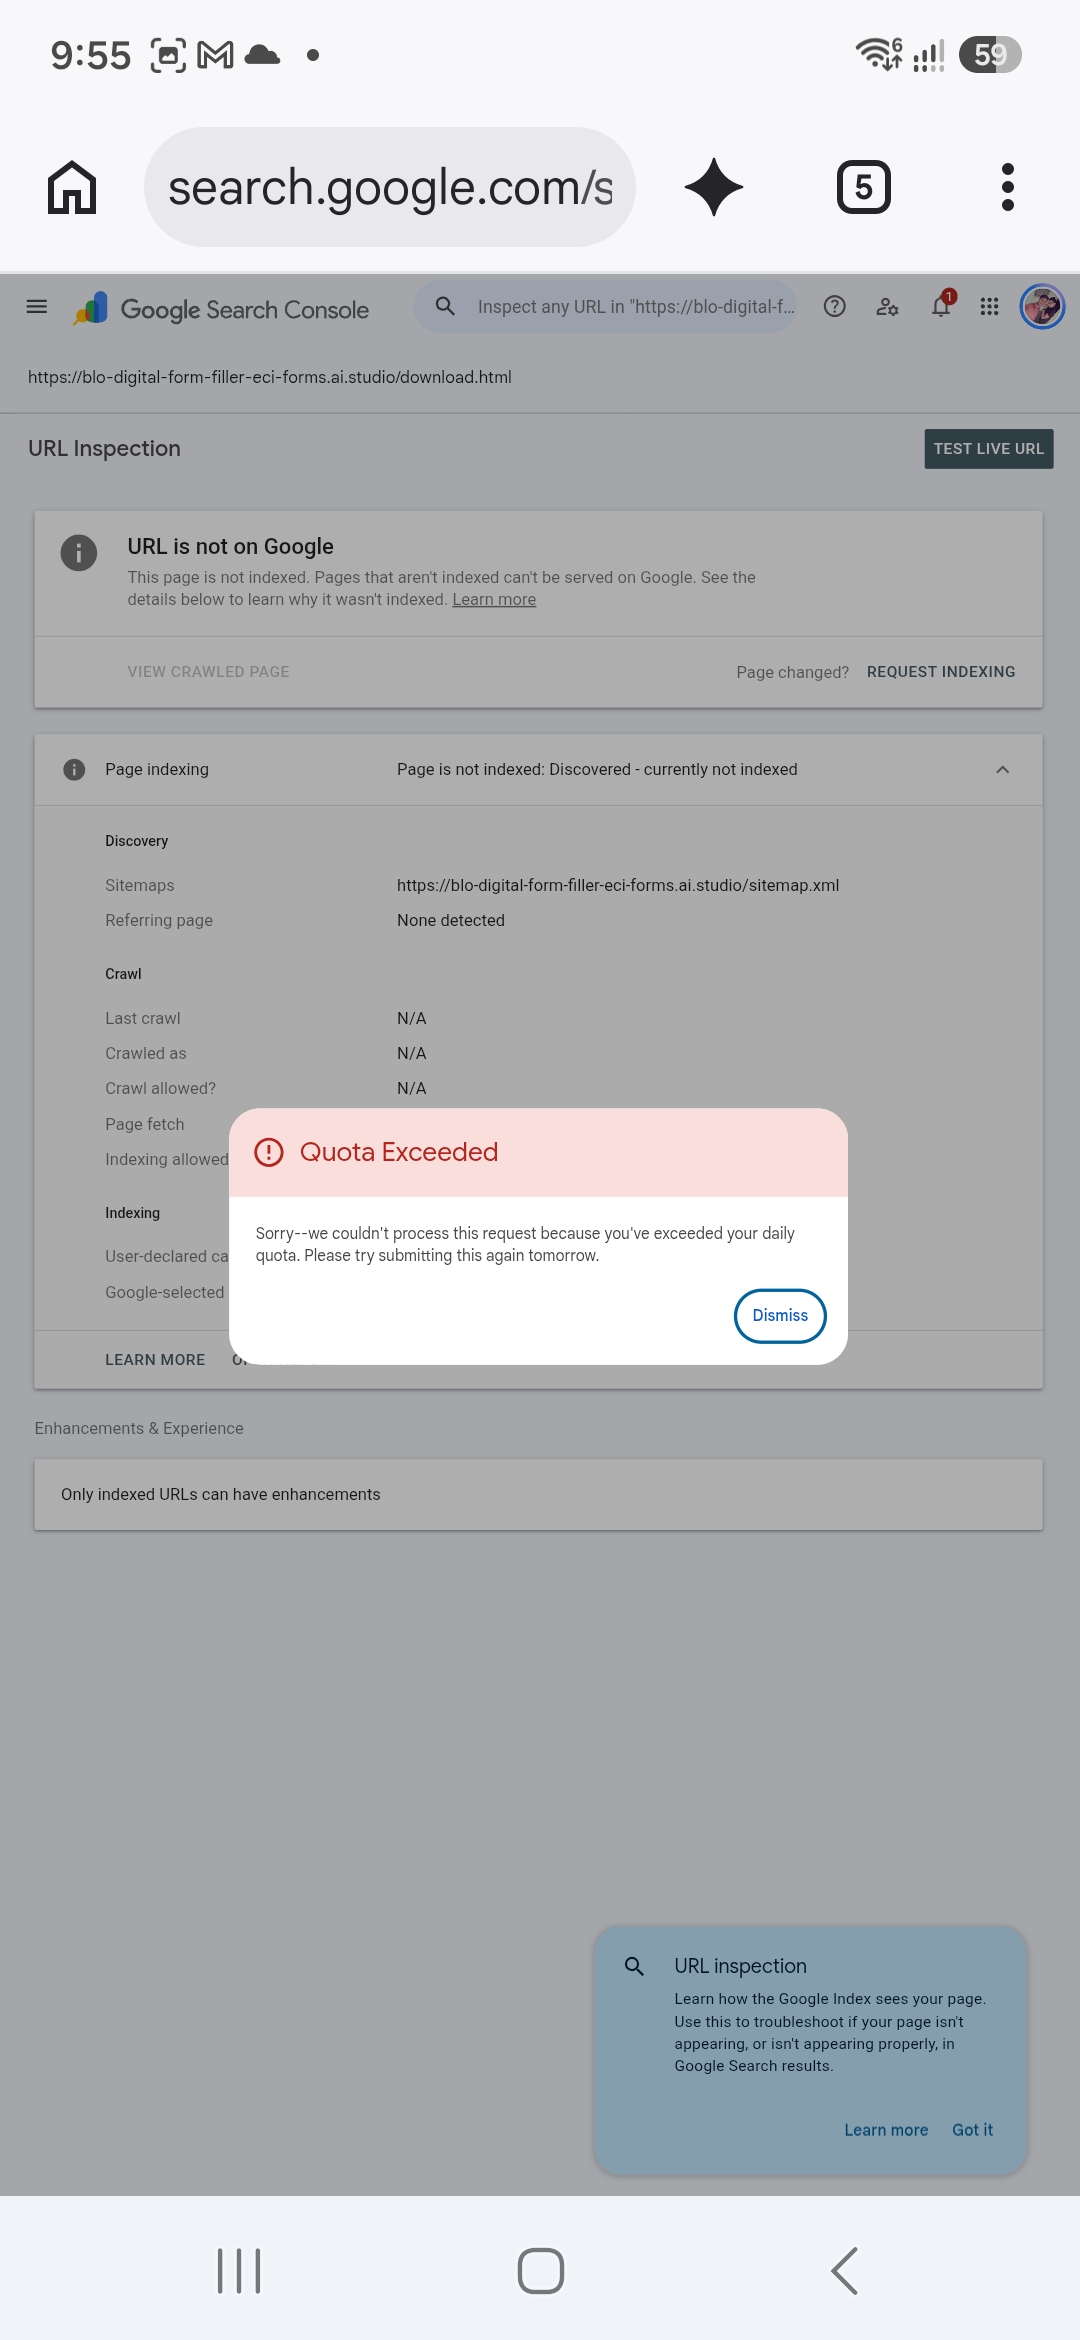 9:55
6
59
search.google.com/s
5
Google Search Console
Inspect any URL in "https://blo-digital-f...
1
https://blo-digital-form-filler-eci-forms.ai.studio/download.html
URL Inspection
TEST LIVE URL
URL is not on Google
This page is not indexed. Pages that aren't indexed can't be served on Google. See the
details below to learn why it wasn't indexed. Learn more
VIEW CRAWLED PAGE
Page changed? REQUEST INDEXING
Page indexing
Page is not indexed: Discovered - currently not indexed
Discovery
Sitemaps
https://blo-digital-form-filler-eci-forms.ai.studio/sitemap.xml
Referring page
None detected
Crawl
Last crawl
N/A
Crawled as
N/A
Crawl allowed?
N/A
Page fetch
Indexing allowed
Quota Exceeded
Sorry--we couldn't process this request because you've exceeded your daily
quota. Please try submitting this again tomorrow.
Dismiss
Indexing
User-declared ca
Google-selected
LEARN MORE
Enhancements & Experience
Only indexed URLs can have enhancements
URL inspection
Learn how the Google Index sees your page.
Use this to troubleshoot if your page isn't
appearing, or isn't appearing properly, in
Google Search results.
Learn more Got it